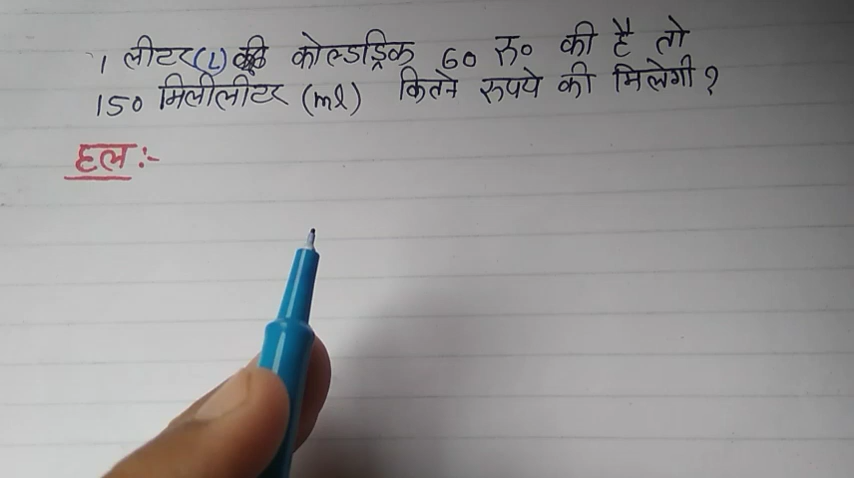 1 लीटर(L) की कोल्डड्रिक 60 रु० की है तो
150 मिलीलीटर (ml) कितने रुपये की मिलेगी ?
हल :-